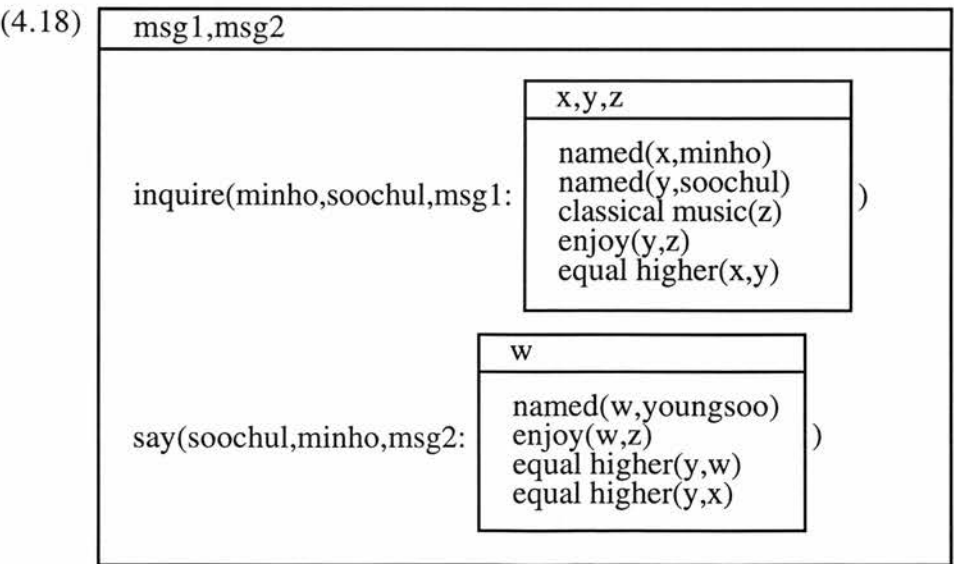 (4.18)
msg1,msg2
x,y,z
named(x,minho)
named(y,soochul)
inquire(minho,soochul,msg1: classical music(z) )
enjoy(y,z)
equal higher(x,y)
w
named(w,youngsoo)
say(soochul,minho,msg2: enjoy(w,z) )
equal higher(y,w)
equal higher(y,x)